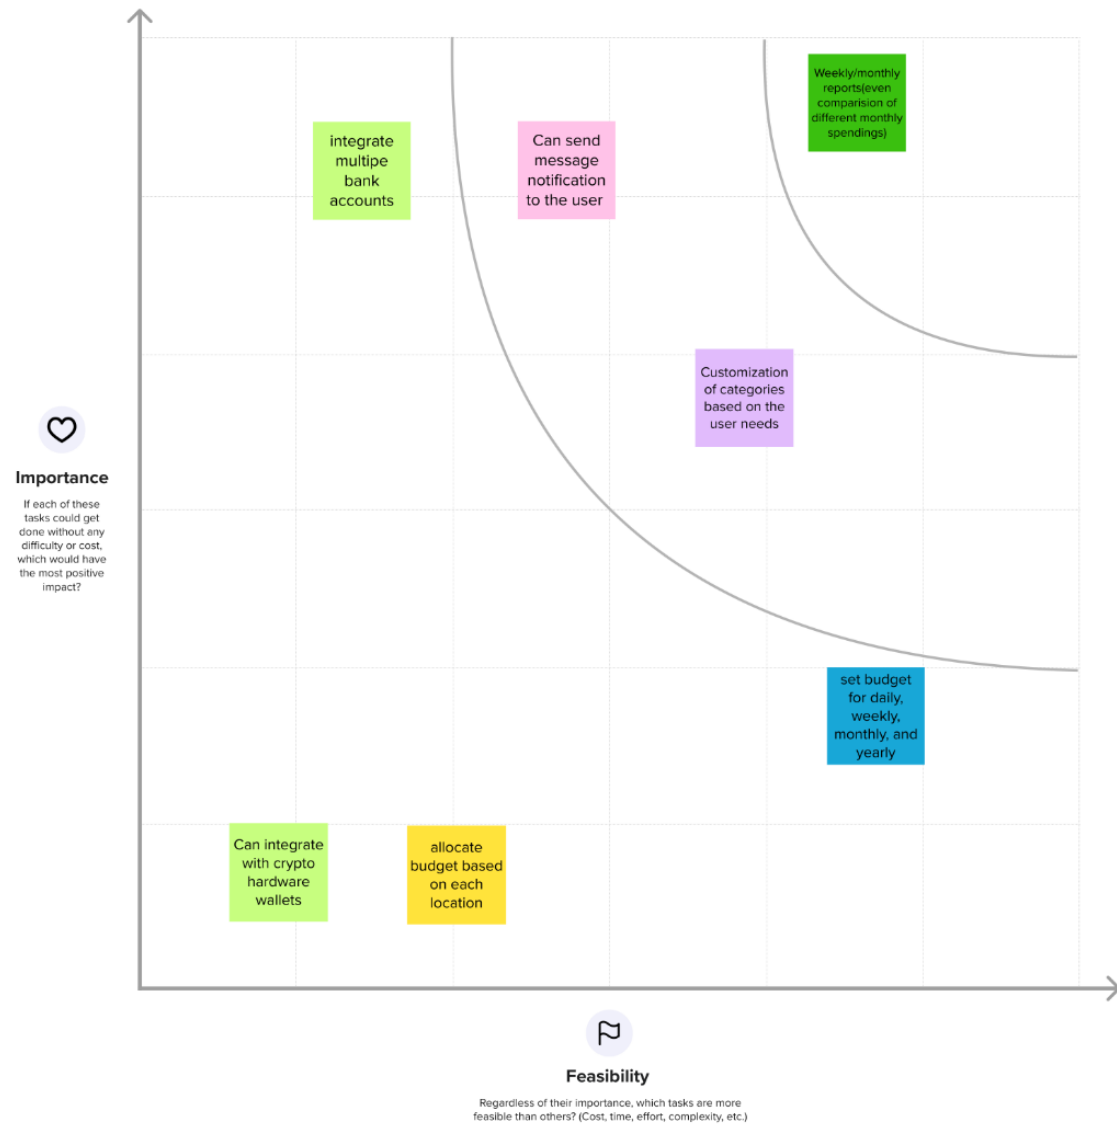 Weekly/monthly
reports(even
comparision of
different monthly
spendings)
integrate
multipe
bank
accounts
Can send
message
notification
to the user
Customization
of categories
based on the
user needs
Importance
If each of these
tasks could get
done without any
difficulty or cost,
which would have
the most positive
impact?
set budget
for daily,
weekly,
monthly, and
yearly
Can integrate
with crypto
hardware
wallets
allocate
budget based
on each
location
Feasibility
Regardless of their importance, which tasks are more
feasible than others? (Cost, time, effort, complexity, etc.)